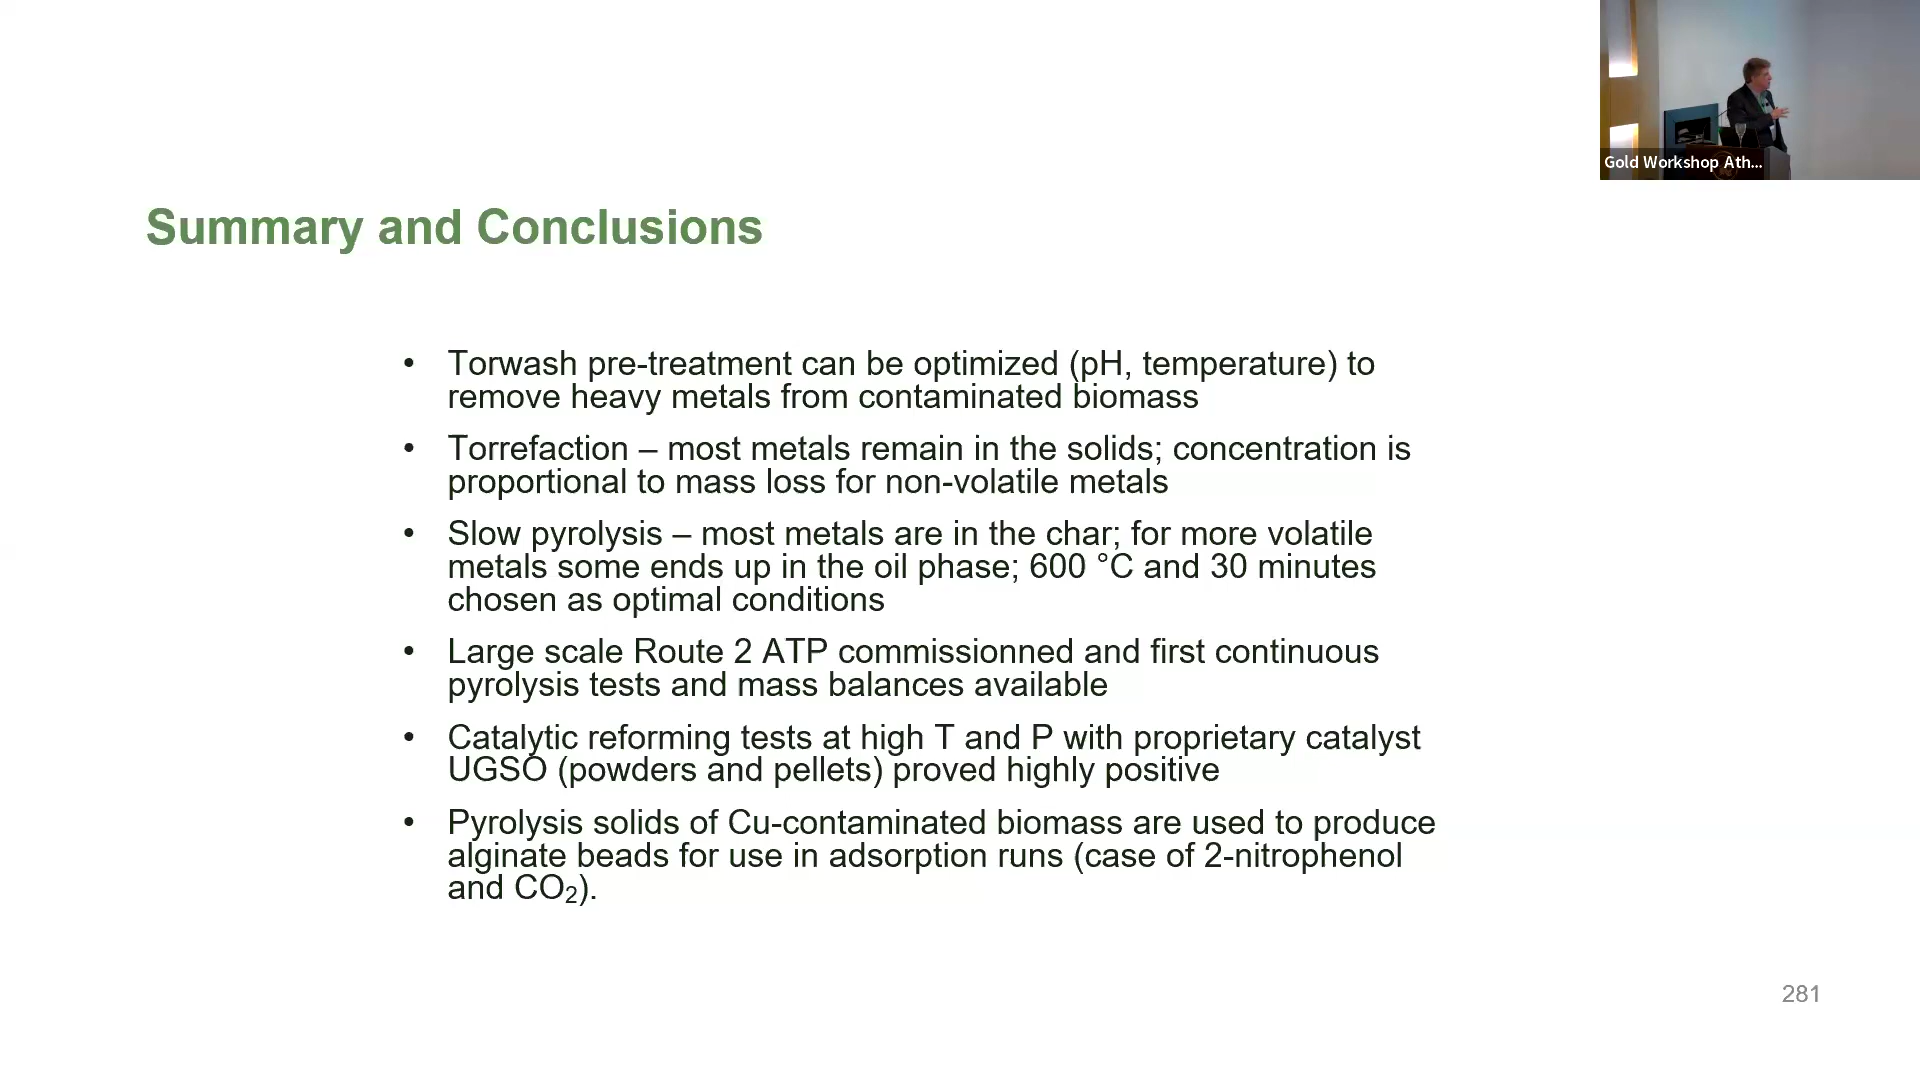 Gold Workshop Ath...
Summary and Conclusions
• Torwash pre-treatment can be optimized (pH, temperature) to
remove heavy metals from contaminated biomass
• Torrefaction – most metals remain in the solids; concentration is
proportional to mass loss for non-volatile metals
• Slow pyrolysis – most metals are in the char; for more volatile
metals some ends up in the oil phase; 600 °C and 30 minutes
chosen as optimal conditions
• Large scale Route 2 ATP commissionned and first continuous
pyrolysis tests and mass balances available
• Catalytic reforming tests at high T and P with proprietary catalyst
UGSO (powders and pellets) proved highly positive
• Pyrolysis solids of Cu-contaminated biomass are used to produce
alginate beads for use in adsorption runs (case of 2-nitrophenol
and CO₂).
281